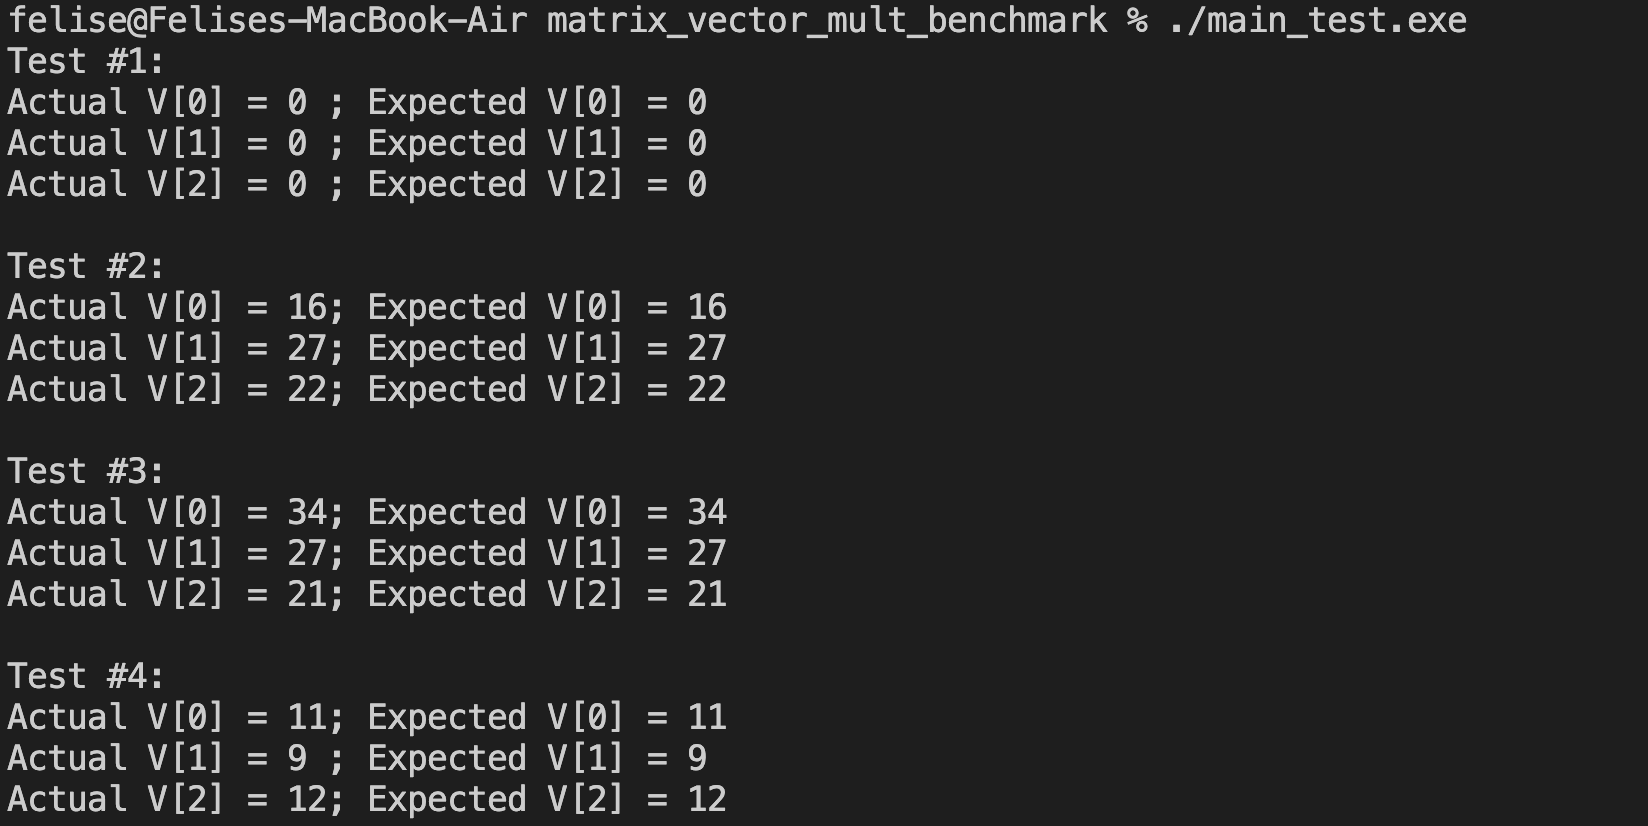 felise@Felises-MacBook-Air matrix_vector_mult_benchmark % ./main_test.exe
Test #1:
Actual V[0] = 0 ; Expected V[0] = 0
Actual V[1] = 0 ; Expected V[1] = 0
Actual V[2] = 0 ; Expected V[2] = 0
Test #2:
Actual V[0] = 16; Expected V[0] = 16
Actual V[1] = 27; Expected V[1] = 27
Actual V[2] = 22; Expected V[2] = 22
Test #3:
Actual V[0] = 34; Expected V[0] = 34
Actual V[1] = 27; Expected V[1] = 27
Actual V[2] = 21; Expected V[2] = 21
Test #4:
Actual V[0] = 11; Expected V[0] = 11
Actual V[1] = 9 ; Expected V[1] = 9
Actual V[2] = 12; Expected V[2] = 12